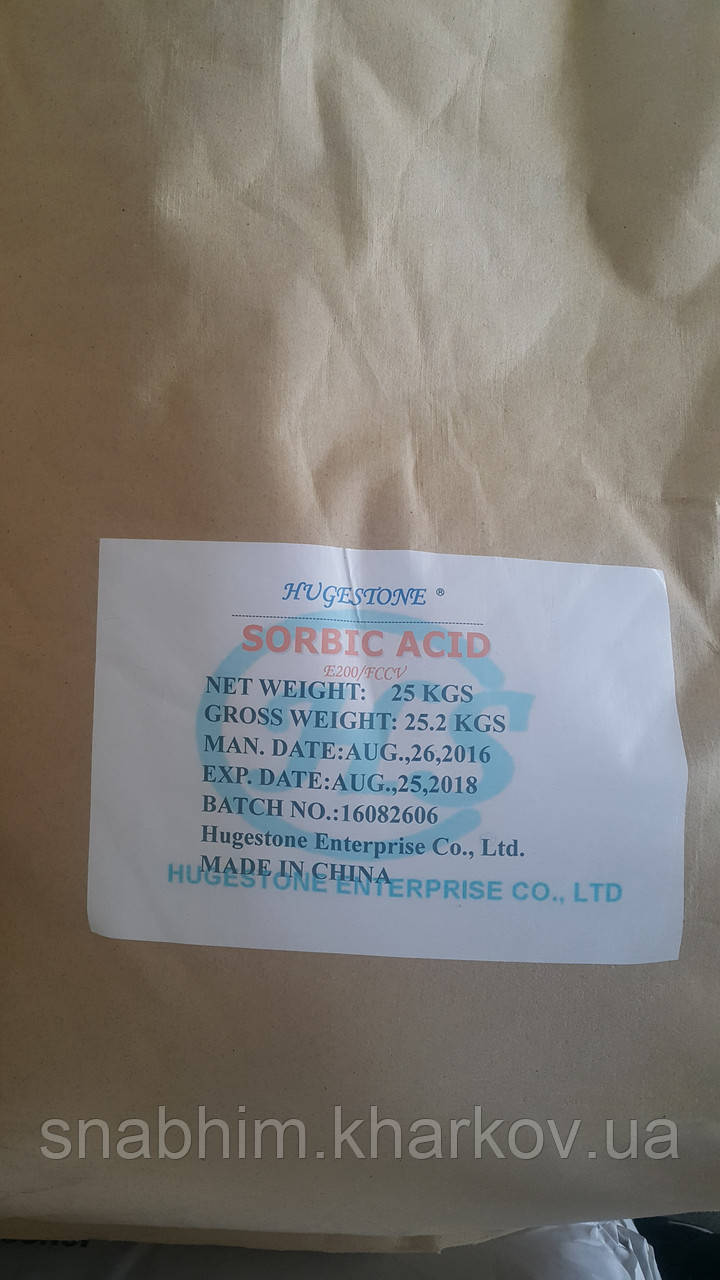 HUGESTONE ®
SORBIC ACID
E200/FCCV
NET WEIGHT: 25 KGS
GROSS WEIGHT: 25.2 KGS
MAN. DATE:AUG.,26,2016
EXP. DATE:AUG.,25,2018
BATCH NO.:16082606
Hugestone Enterprise Co., Ltd.
MADE IN CHINA
HUGESTONE ENTERPRISE CO., LTD
snabhim.kharkov.ua